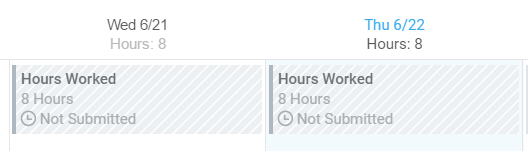 Wed 6/21
Hours: 8
Thu 6/22
Hours: 8
Hours Worked
8 Hours
Not Submitted
Hours Worked
8 Hours
Not Submitted